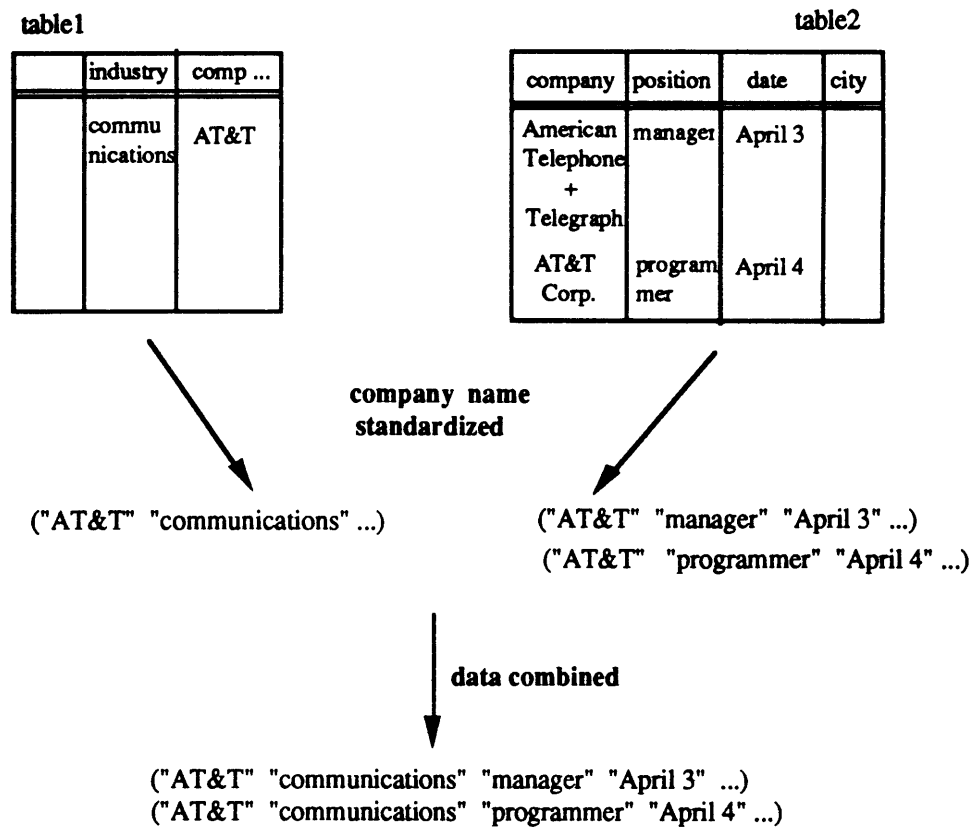 table1
table2
industry comp ...
commu
nications
AT&T
company position date city
American
Telephone
+
Telegraph
manager
April 3
AT&T
Corp.
program
mer
April 4
company name
standardized
("AT&T" "communications" ...)
("AT&T" "manager" "April 3" ...)
("AT&T" "programmer" "April 4" ...)
data combined
("AT&T" "communications" "manager" "April 3" ...)
("AT&T" "communications" "programmer" "April 4" ...)